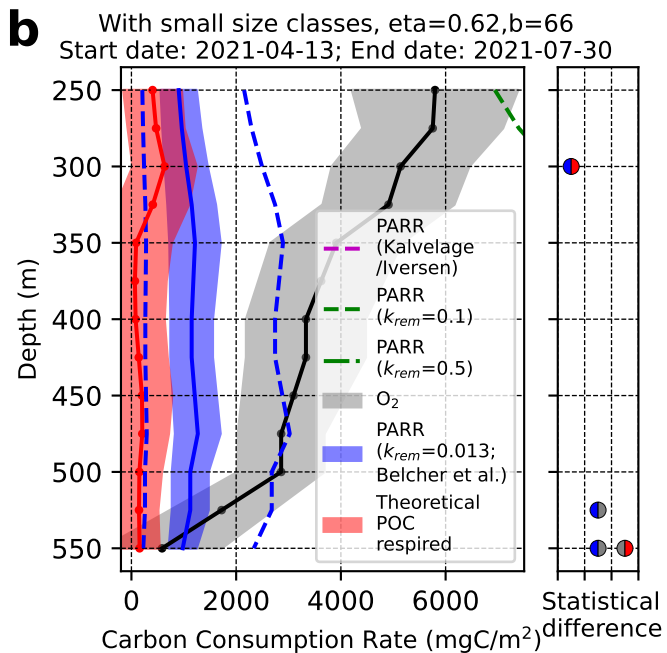 b
With small size classes, eta=0.62,b=66
Start date: 2021-04-13; End date: 2021-07-30
250
300
350
400
450
500
550
Depth (m)
PARR
(Kalvelage
/Iversen)
PARR
(k_rem=0.1)
PARR
(k_rem=0.5)
O₂
PARR
(k_rem=0.013;
Belcher et al.)
Theoretical
POC
respired
0 2000 4000 6000
Carbon Consumption Rate (mgC/m²)
Statistical
difference